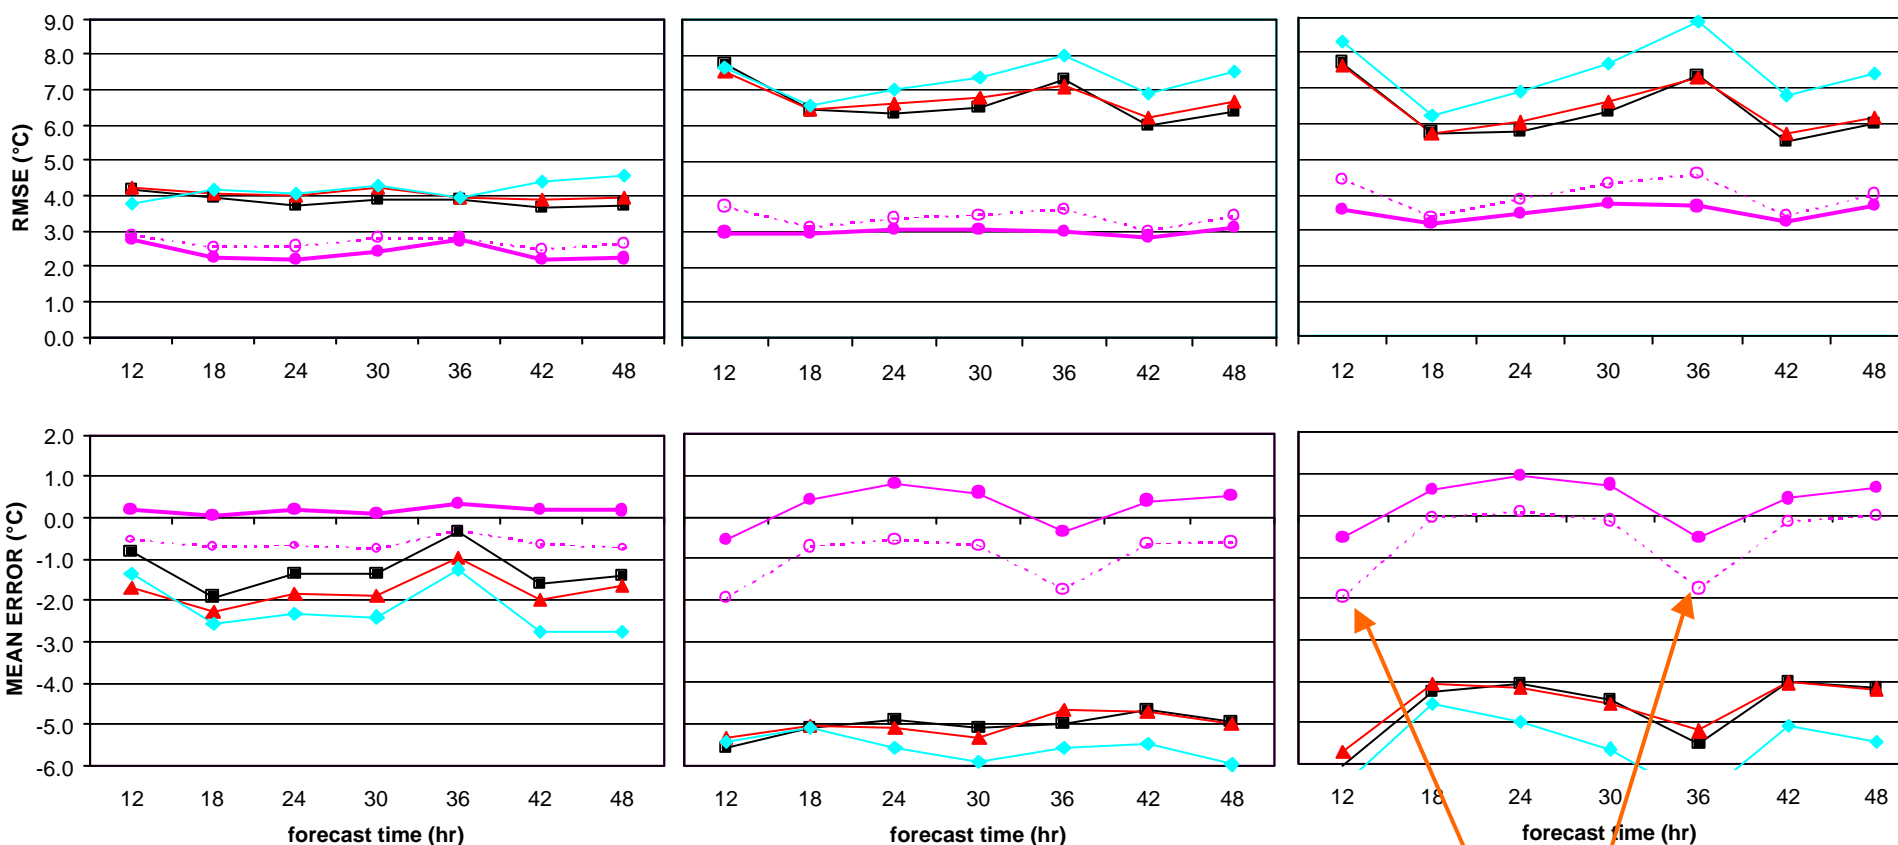 9.0
8.0
7.0
6.0
5.0
4.0
3.0
2.0
1.0
0.0
RMSE (°C)
12 18 24 30 36 42 48
12 18 24 30 36 42 48
12 18 24 30 36 42 48
2.0
1.0
0.0
-1.0
-2.0
-3.0
-4.0
-5.0
-6.0
MEAN ERROR (°C)
12 18 24 30 36 42 48
12 18 24 30 36 42 48
12 18 24 30 36 42 48
forecast time (hr)
forecast time (hr)
forecast time (hr)